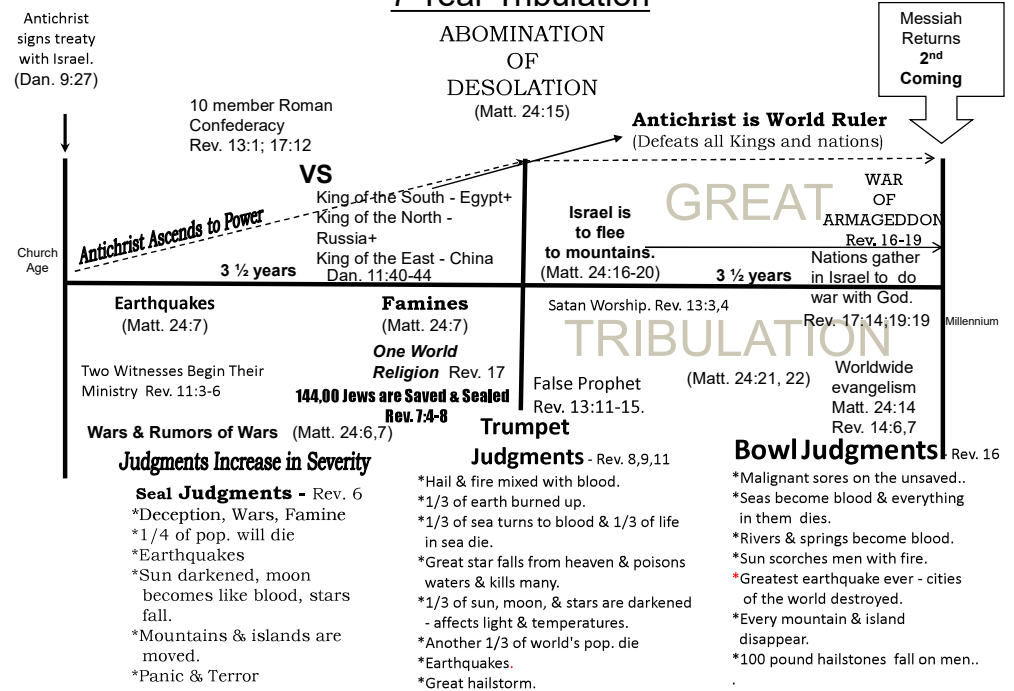 7 Year Tribulation
Antichrist
signs treaty
with Israel.
(Dan. 9:27)
ABOMINATION
OF
DESOLATION
(Matt. 24:15)
Messiah
Returns
2nd
Coming
10 member Roman
Confederacy
Rev. 13:1; 17:12
VS
King of the South - Egypt+
King of the North -
Russia+
King of the East - China
Dan. 11:40-44
Antichrist Ascends to Power
3 ½ years
Church
Age
Antichrist is World Ruler
(Defeats all Kings and nations)
GREAT
TRIBULATION
Israel is
to flee
to mountains.
(Matt. 24:16-20)
3 ½ years
WAR
OF
ARMAGEDDON
Rev. 16-19
Nations gather
in Israel to  do
war with God.
Rev. 17:14;19:19
Millennium
Earthquakes
(Matt. 24:7)
Famines
(Matt. 24:7)
One World
Religion Rev. 17
Two Witnesses Begin Their
Ministry  Rev. 11:3-6
144,00 Jews are Saved & Sealed
Rev. 7:4-8
Wars & Rumors of Wars (Matt. 24:6,7)
Satan Worship. Rev. 13:3,4
False Prophet
Rev. 13:11-15.
(Matt. 24:21, 22)
Worldwide
evangelism
Matt. 24:14
Rev. 14:6,7
Judgments Increase in Severity
Seal Judgments - Rev. 6
*Deception, Wars, Famine
*1/4 of pop. will die
*Earthquakes
*Sun darkened, moon
becomes like blood, stars
fall.
*Mountains & islands are
moved.
*Panic & Terror
Trumpet
Judgments - Rev. 8,9,11
*Hail & fire mixed with blood.
*1/3 of earth burned up.
*1/3 of sea turns to blood & 1/3 of life
in sea die.
*Great star falls from heaven & poisons
waters & kills many.
*1/3 of sun, moon, & stars are darkened
- affects light & temperatures.
*Another 1/3 of world's pop. die
*Earthquakes.
*Great hailstorm.
Bowl Judgments - Rev. 16
*Malignant sores on the unsaved..
*Seas become blood & everything
in them  dies.
*Rivers & springs become blood.
*Sun scorches men with fire.
*Greatest earthquake ever - cities
of the world destroyed.
*Every mountain & island
disappear.
*100 pound hailstones  fall on men..
.